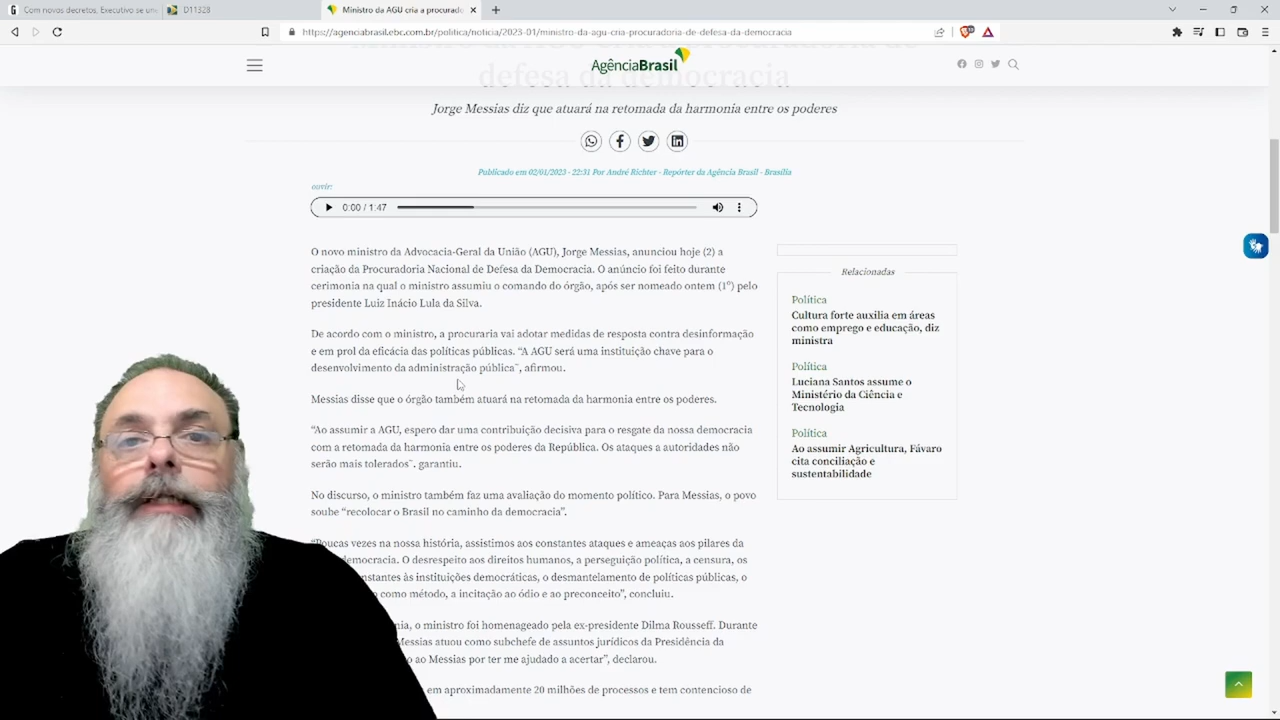 Com novos decretos, Executivo se un
D11328
Ministro da AGU cria a procurado
https://agenciabrasil.ebc.com.br/politica/noticia/2023-01/ministro-da-agu-cria-procuradoria-de-defesa-da-democracia
AgênciaBrasil
defesa da democracia
Jorge Messias diz que atuará na retomada da harmonia entre os poderes
Publicado em 02/01/2023 - 22:31 Por André Richter - Repórter da Agência Brasil - Brasília
ouvir:
0:00 / 1:47
O novo ministro da Advocacia-Geral da União (AGU), Jorge Messias, anunciou hoje (2) a
criação da Procuradoria Nacional de Defesa da Democracia. O anúncio foi feito durante
cerimonia na qual o ministro assumiu o comando do órgão, após ser nomeado ontem (1º) pelo
presidente Luiz Inácio Lula da Silva.
De acordo com o ministro, a procuraria vai adotar medidas de resposta contra desinformação
e em prol da eficácia das políticas públicas. “A AGU será uma instituição chave para o
desenvolvimento da administração pública¨, afirmou.
Messias disse que o órgão também atuará na retomada da harmonia entre os poderes.
“Ao assumir a AGU, espero dar uma contribuição decisiva para o resgate da nossa democracia
com a retomada da harmonia entre os poderes da República. Os ataques a autoridades não
serão mais tolerados¨. garantiu.
No discurso, o ministro também faz uma avaliação do momento político. Para Messias, o povo
soube “recolocar o Brasil no caminho da democracia”.
“Poucas vezes na nossa história, assistimos aos constantes ataques e ameaças aos pilares da
democracia. O desrespeito aos direitos humanos, a perseguição política, a censura, os
constantes às instituições democráticas, o desmantelamento de políticas públicas, o
como método, a incitação ao ódio e ao preconceito”, concluiu.
o ministro foi homenageado pela ex-presidente Dilma Rousseff. Durante
Messias atuou como subchefe de assuntos jurídicos da Presidência da
ao Messias por ter me ajudado a acertar”, declarou.
em aproximadamente 20 milhões de processos e tem contencioso de
Relacionadas
Política
Cultura forte auxilia em áreas
como emprego e educação, diz
ministra
Política
Luciana Santos assume o
Ministério da Ciência e
Tecnologia
Política
Ao assumir Agricultura, Fávaro
cita conciliação e
sustentabilidade